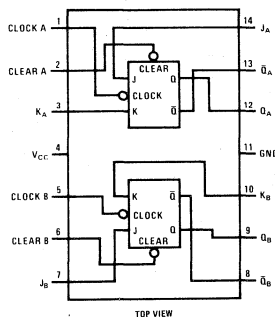 CLOCK A 1
14 JA
CLEAR A 2
CLEAR
13 Q̄A
J Q
CLOCK
KA 3
K Q̄
12 QA
VCC 4
11 GND
CLOCK B 5
K Q̄
10 KB
CLOCK
CLEAR B 6
J Q
9 QB
CLEAR
JB 7
8 Q̄B
TOP VIEW